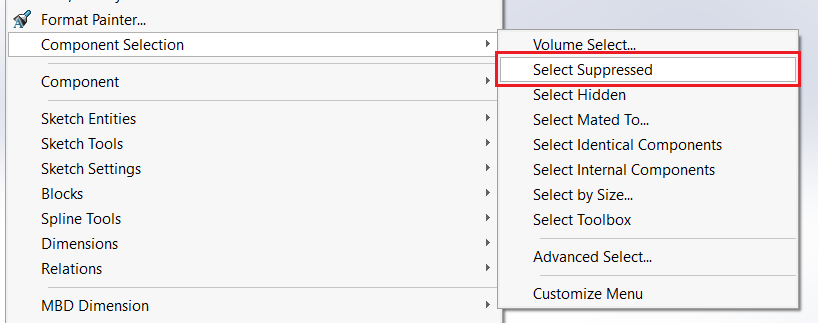 Format Painter...
Component Selection
Component
Sketch Entities
Sketch Tools
Sketch Settings
Blocks
Spline Tools
Dimensions
Relations
MBD Dimension
Volume Select...
Select Suppressed
Select Hidden
Select Mated To...
Select Identical Components
Select Internal Components
Select by Size...
Select Toolbox
Advanced Select...
Customize Menu